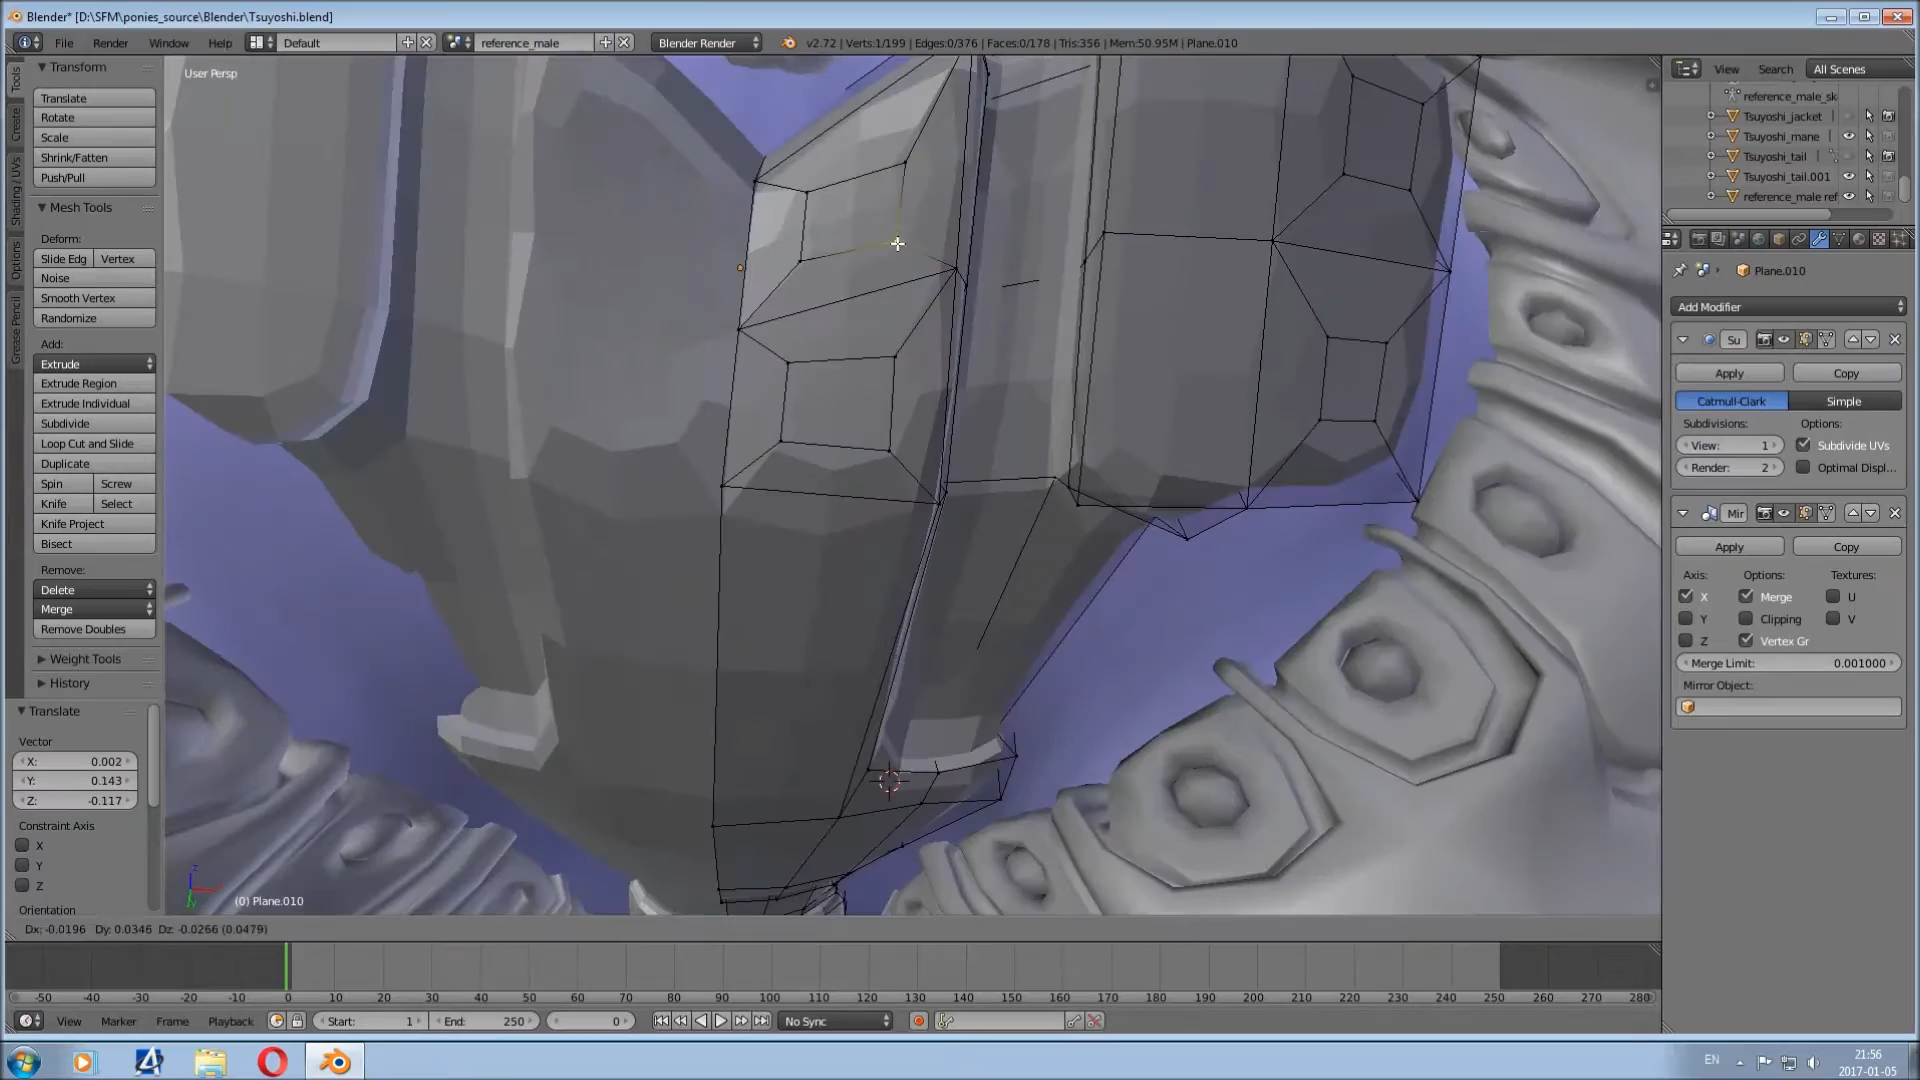 Blender* [D:\SFM\ponies_source\Blender\Tsuyoshi.blend]
File Render Window Help Default reference_male Blender Render v2.72 | Verts:1/199 | Edges:0/376 | Faces:0/178 | Tris:356 | Mem:50.95M | Plane.010
Tools
Create
Shading / UVs
Options
Grease Pencil
Transform
Translate
Rotate
Scale
Shrink/Fatten
Push/Pull
Mesh Tools
Deform:
Slide Edg Vertex
Noise
Smooth Vertex
Randomize
Add:
Extrude
Extrude Region
Extrude Individual
Subdivide
Loop Cut and Slide
Duplicate
Spin Screw
Knife Select
Knife Project
Bisect
Remove:
Delete
Merge
Remove Doubles
Weight Tools
History
Translate
Vector
X: 0.002
Y: 0.143
Z: -0.117
Constraint Axis
X
Y
Z
Orientation
User Persp
(0) Plane.010
Dx: -0.0196 Dy: 0.0346 Dz: -0.0266 (0.0479)
View Search All Scenes
reference_male_sk
Tsuyoshi_jacket
Tsuyoshi_mane
Tsuyoshi_tail
Tsuyoshi_tail.001
reference_male ref
Plane.010
Add Modifier
Su
Apply Copy
Catmull-Clark Simple
Subdivisions: Options:
View: 1 Subdivide UVs
Render: 2 Optimal Displ...
Mir
Apply Copy
Axis: Options: Textures:
X Merge U
Y Clipping V
Z Vertex Gr
Merge Limit: 0.001000
Mirror Object:
-50 -40 -30 -20 -10 0 10 20 30 40 50 60 70 80 90 100 110 120 130 140 150 160 170 180 190 200 210 220 230 240 250 260 270 280
View Marker Frame Playback Start: 1 End: 250 0 No Sync
EN 21:56
2017-01-05